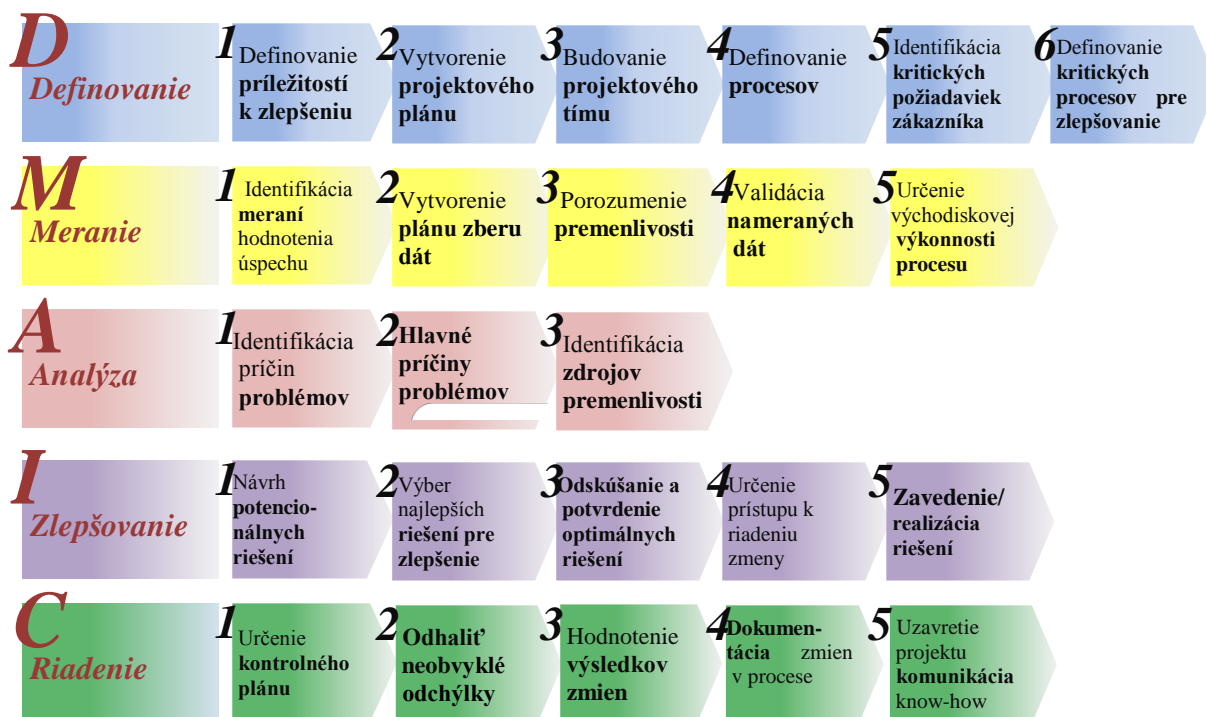 D
Definovanie
1
Definovanie
príležitostí
k zlepšeniu
2
Vytvorenie
projektového
plánu
3
Budovanie
projektového
tímu
4
Definovanie
procesov
5
Identifikácia
kritických
požiadaviek
zákazníka
6
Definovanie
kritických
procesov pre
zlepšovanie
M
Meranie
1
Identifikácia
meraní
hodnotenia
úspechu
2
Vytvorenie
plánu zberu
dát
3
Porozumenie
premenlivosti
4
Validácia
nameraných
dát
5
Určenie
východiskovej
výkonnosti
procesu
A
Analýza
1
Identifikácia
príčin
problémov
2
Hlavné
príčiny
problémov
3
Identifikácia
zdrojov
premenlivosti
I
Zlepšovanie
1
Návrh
potencio-
nálnych
riešení
2
Výber
najlepších
riešení pre
zlepšenie
3
Odskúšanie a
potvrdenie
optimálnych
riešení
4
Určenie
prístupu k
riadeniu
zmeny
5
Zavedenie/
realizácia
riešení
C
Riadenie
1
Určenie
kontrolného
plánu
2
Odhaliť
neobvyklé
odchýlky
3
Hodnotenie
výsledkov
zmien
4
Dokumen-
tácia zmien
v procese
5
Uzavretie
projektu
komunikácia
know-how